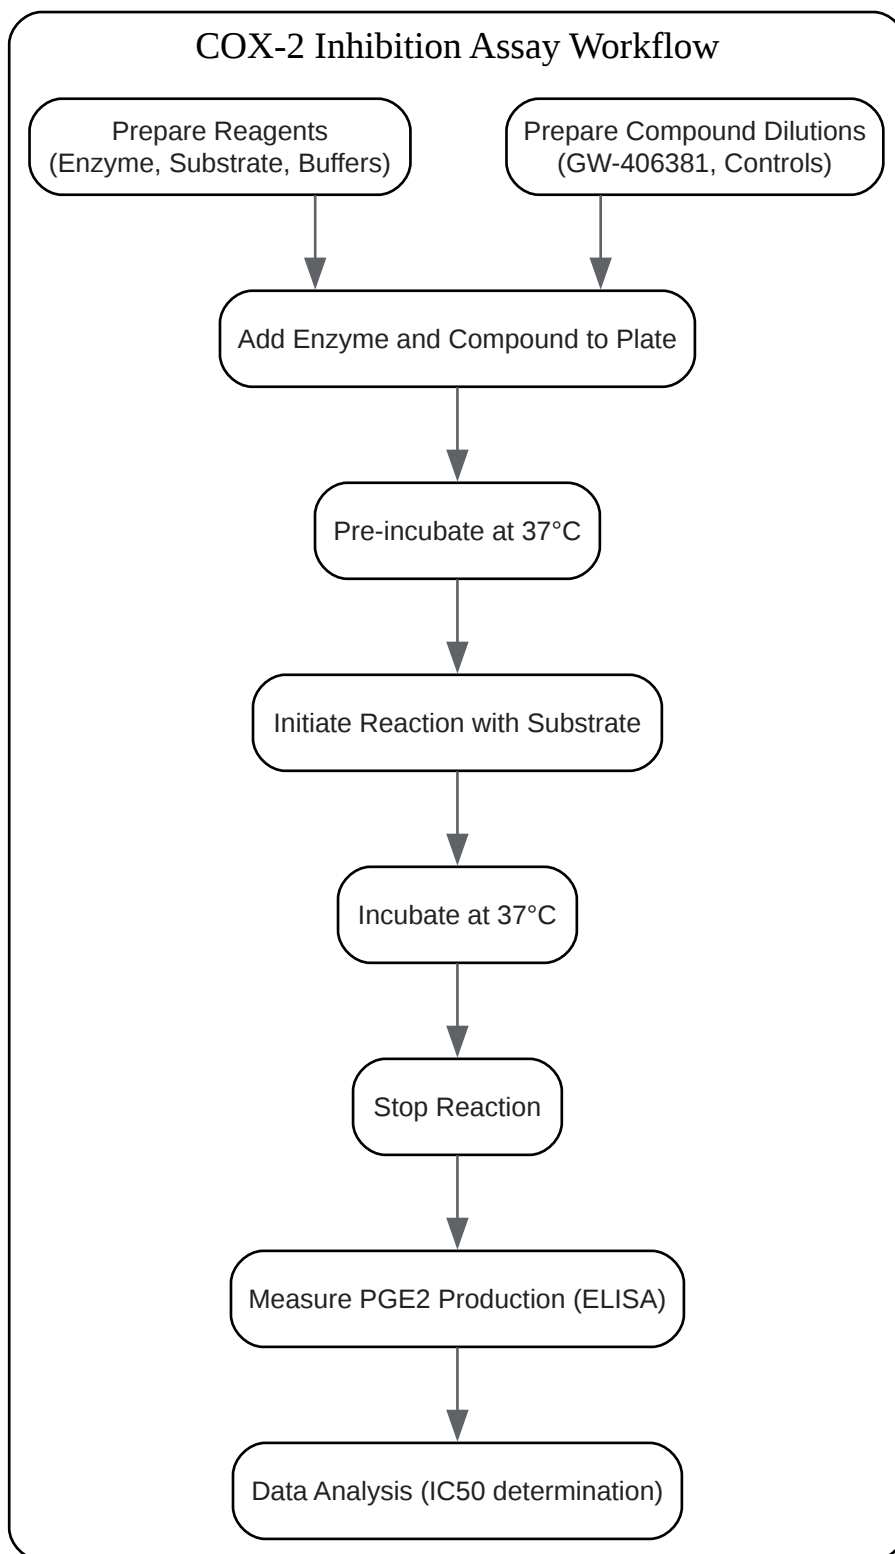 COX-2 Inhibition Assay Workflow
Prepare Reagents
(Enzyme, Substrate, Buffers)
Prepare Compound Dilutions
(GW-406381, Controls)
Add Enzyme and Compound to Plate
Pre-incubate at 37°C
Initiate Reaction with Substrate
Incubate at 37°C
Stop Reaction
Measure PGE2 Production (ELISA)
Data Analysis (IC50 determination)